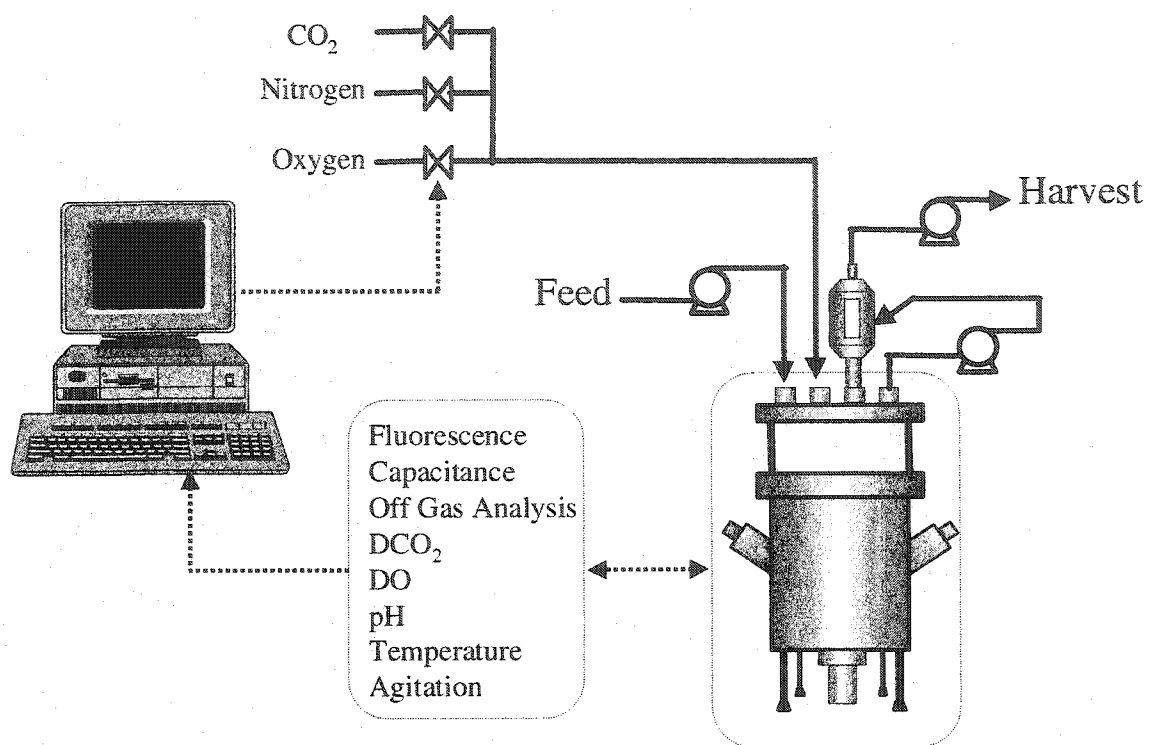 CO₂
Nitrogen
Oxygen
Harvest
Feed
Fluorescence
Capacitance
Off Gas Analysis
DCO₂
DO
pH
Temperature
Agitation